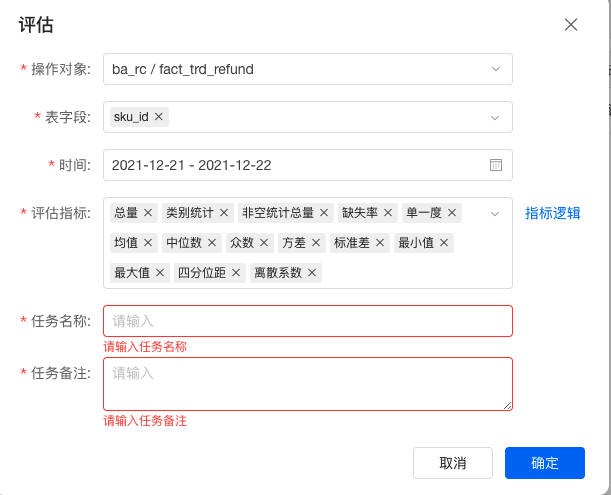 评估
* 操作对象: ba_rc / fact_trd_refund
* 表字段: sku_id ×
* 时间: 2021-12-21 - 2021-12-22
* 评估指标: 总量 × 类别统计 × 非空统计总量 × 缺失率 × 单一度 × 指标逻辑
均值 × 中位数 × 众数 × 方差 × 标准差 × 最小值 ×
最大值 × 四分位距 × 离散系数 ×
* 任务名称: 请输入
请输入任务名称
* 任务备注: 请输入
请输入任务备注
取消 确定